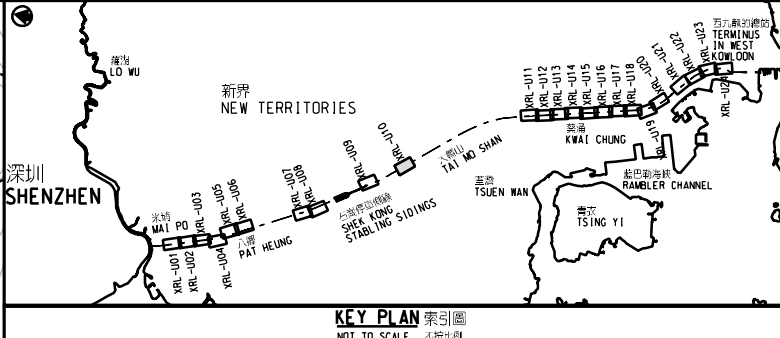 羅湖
LO WU
新界
NEW TERRITORIES
深圳
SHENZHEN
米埔
MAI PO
XRL-U01
XRL-U02
XRL-U03
XRL-U04
XRL-U05
XRL-U06
八鄉
PAT HEUNG
XRL-U07
XRL-U08
XRL-U09
XRL-U10
石崗停車側線
SHEK KONG
STABLING SIDINGS
大帽山
TAI MO SHAN
XRL-U11
XRL-U12
XRL-U13
XRL-U14
XRL-U15
XRL-U16
XRL-U17
XRL-U18
XRL-U19
XRL-U20
XRL-U21
XRL-U22
XRL-U23
XRL-U24
西九龍的總站
TERMINUS
IN WEST
KOWLOON
葵涌
KWAI CHUNG
荃灣
TSUEN WAN
藍巴勒海峽
RAMBLER CHANNEL
青衣
TSING YI
KEY PLAN 索引圖
NOT TO SCALE 不按比例